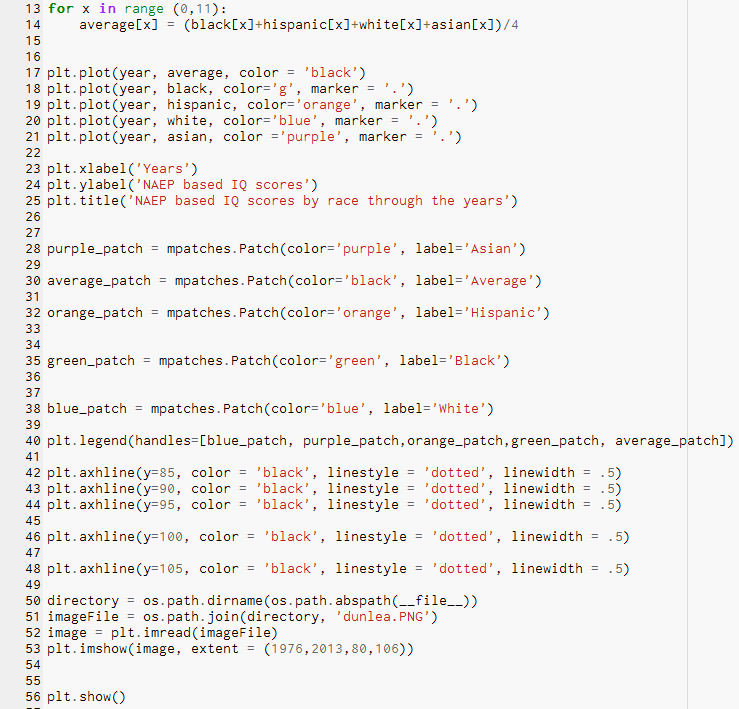 13 for x in range (0,11):
14     average[x] = (black[x]+hispanic[x]+white[x]+asian[x])/4
15
16
17 plt.plot(year, average, color = 'black')
18 plt.plot(year, black, color='g', marker = '.')
19 plt.plot(year, hispanic, color='orange', marker = '.')
20 plt.plot(year, white, color='blue', marker = '.')
21 plt.plot(year, asian, color ='purple', marker = '.')
22
23 plt.xlabel('Years')
24 plt.ylabel('NAEP based IQ scores')
25 plt.title('NAEP based IQ scores by race through the years')
26
27
28 purple_patch = mpatches.Patch(color='purple', label='Asian')
29
30 average_patch = mpatches.Patch(color='black', label='Average')
31
32 orange_patch = mpatches.Patch(color='orange', label='Hispanic')
33
34
35 green_patch = mpatches.Patch(color='green', label='Black')
36
37
38 blue_patch = mpatches.Patch(color='blue', label='White')
39
40 plt.legend(handles=[blue_patch, purple_patch,orange_patch,green_patch, average_patch])
41
42 plt.axhline(y=85, color = 'black', linestyle = 'dotted', linewidth = .5)
43 plt.axhline(y=90, color = 'black', linestyle = 'dotted', linewidth = .5)
44 plt.axhline(y=95, color = 'black', linestyle = 'dotted', linewidth = .5)
45
46 plt.axhline(y=100, color = 'black', linestyle = 'dotted', linewidth = .5)
47
48 plt.axhline(y=105, color = 'black', linestyle = 'dotted', linewidth = .5)
49
50 directory = os.path.dirname(os.path.abspath(__file__))
51 imageFile = os.path.join(directory, 'dunlea.PNG')
52 image = plt.imread(imageFile)
53 plt.imshow(image, extent = (1976,2013,80,106))
54
55
56 plt.show()